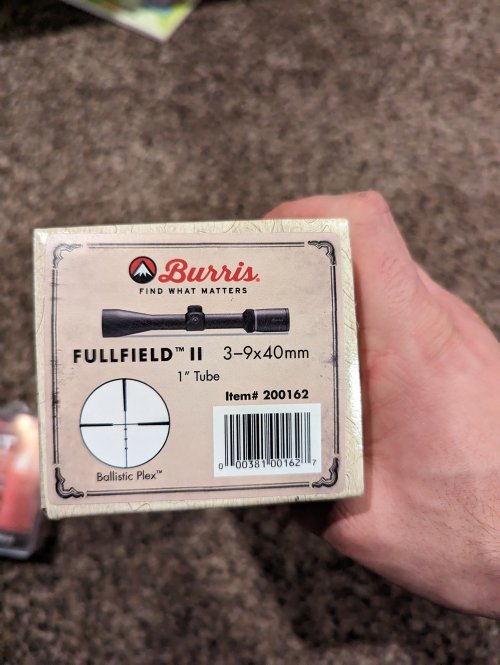 Burris.
FIND WHAT MATTERS
FULLFIELD™ II 3–9x40mm
1" Tube
Item# 200162
Ballistic Plex™
0 00381 00162 7